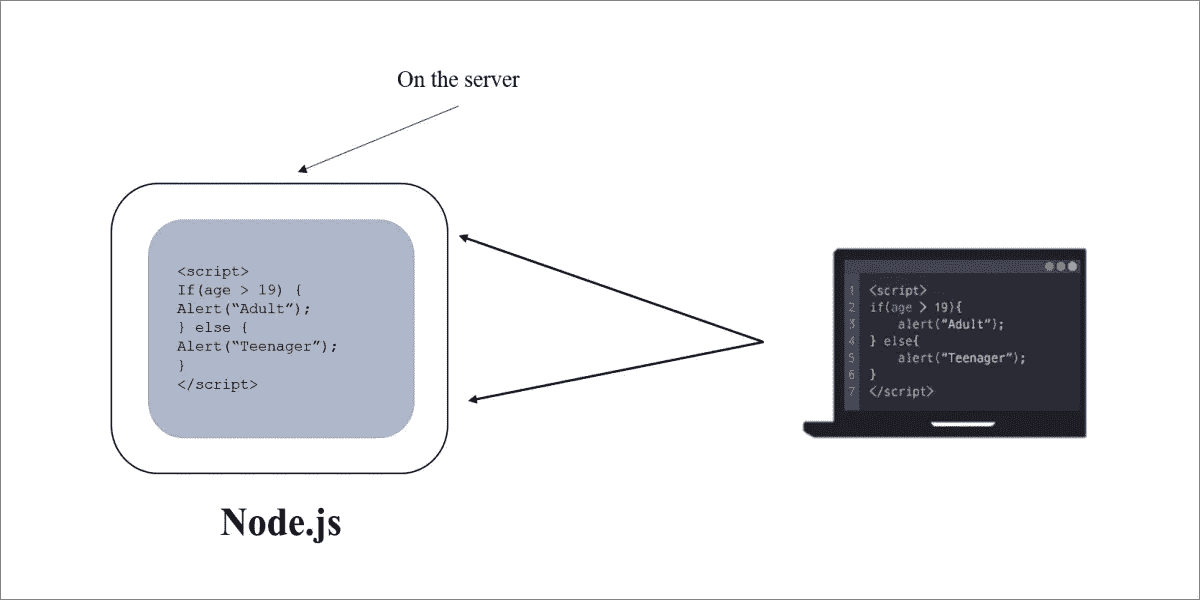 On the server
<script>
If(age > 19) {
Alert(“Adult”);
} else {
Alert(“Teenager”);
}
</script>
Node.js
1 <script>
2 if(age > 19){
3 alert(“Adult”);
4 } else{
5 alert(“Teenager”);
6 }
7 </script>